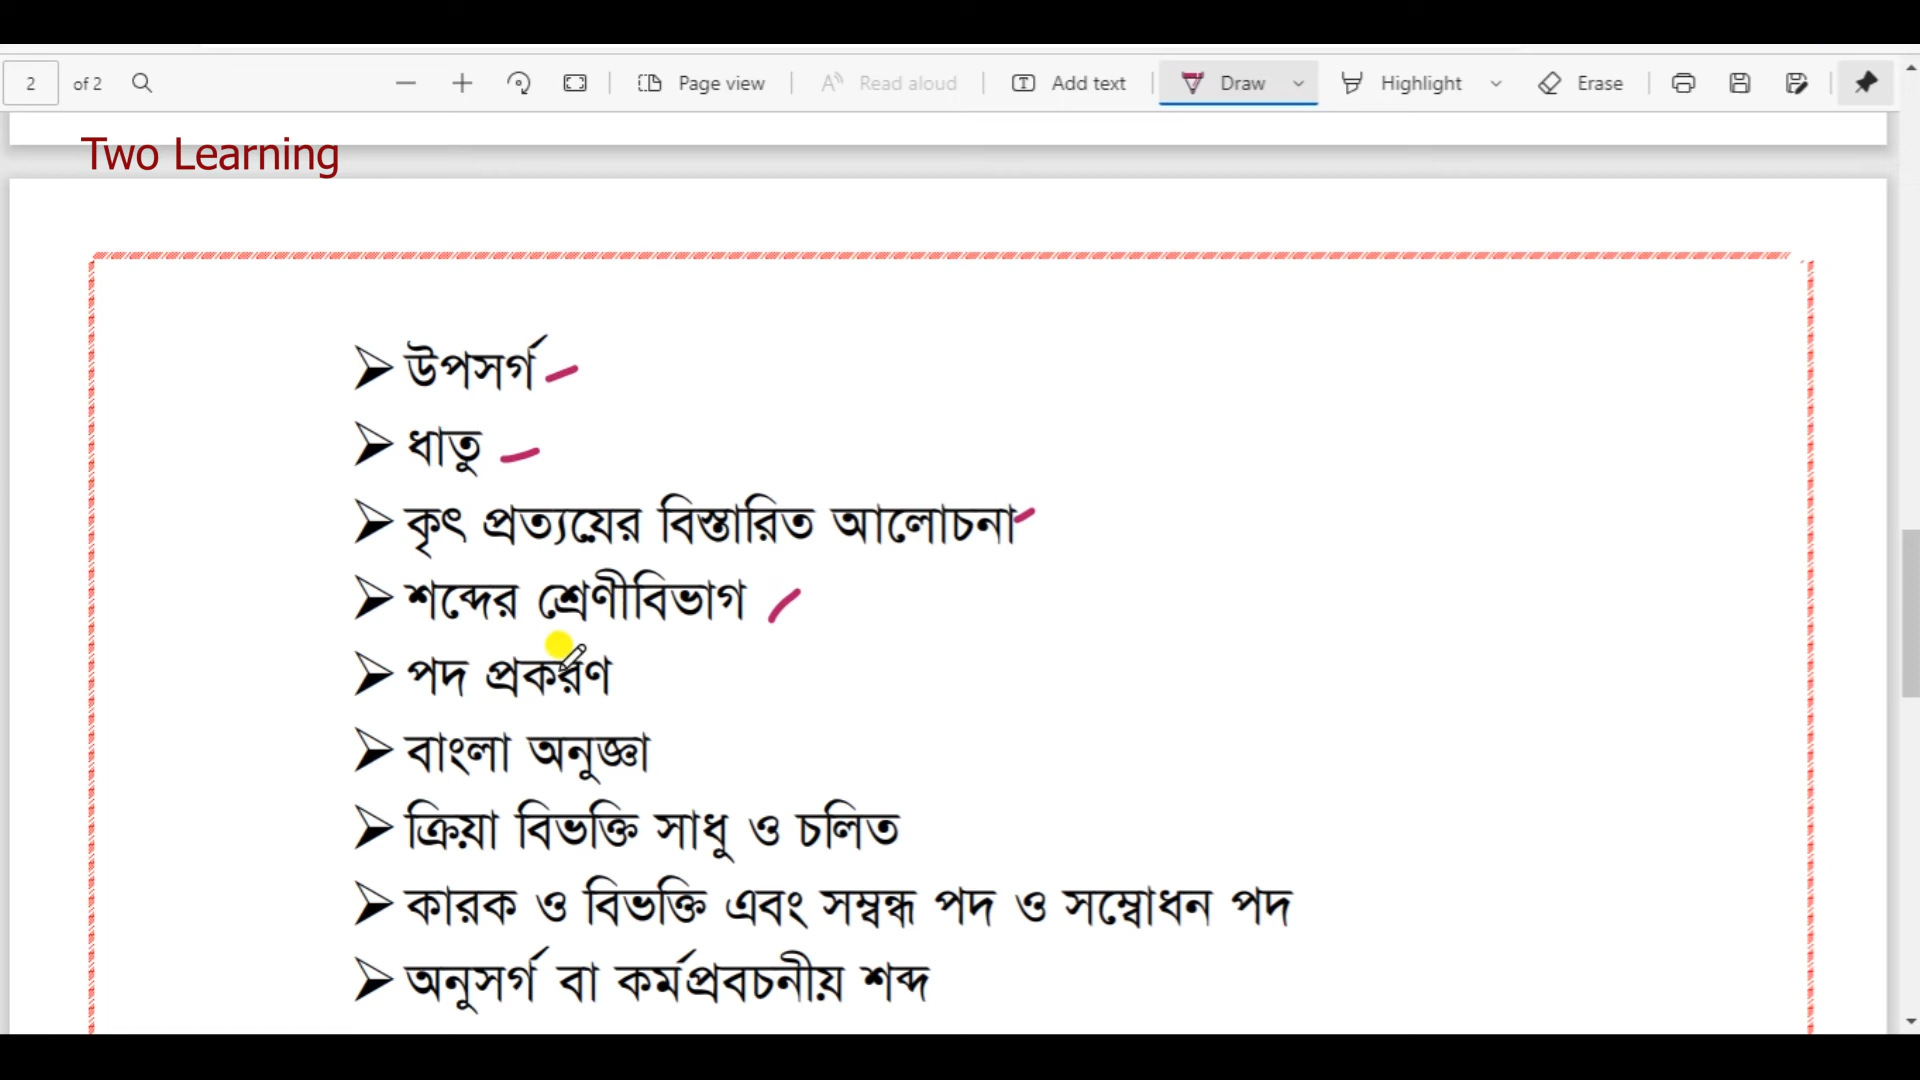 2 of 2 Page view Read aloud Add text Draw Highlight Erase
Two Learning
উপসর্গ
ধাতু
কৃৎ প্রত্যয়ের বিস্তারিত আলোচনা
শব্দের শ্রেণীবিভাগ
পদ প্রকরণ
বাংলা অনুজ্ঞা
ক্রিয়া বিভক্তি সাধু ও চলিত
কারক ও বিভক্তি এবং সম্বন্ধ পদ ও সম্বোধন পদ
অনুসর্গ বা কর্মপ্রবচনীয় শব্দ